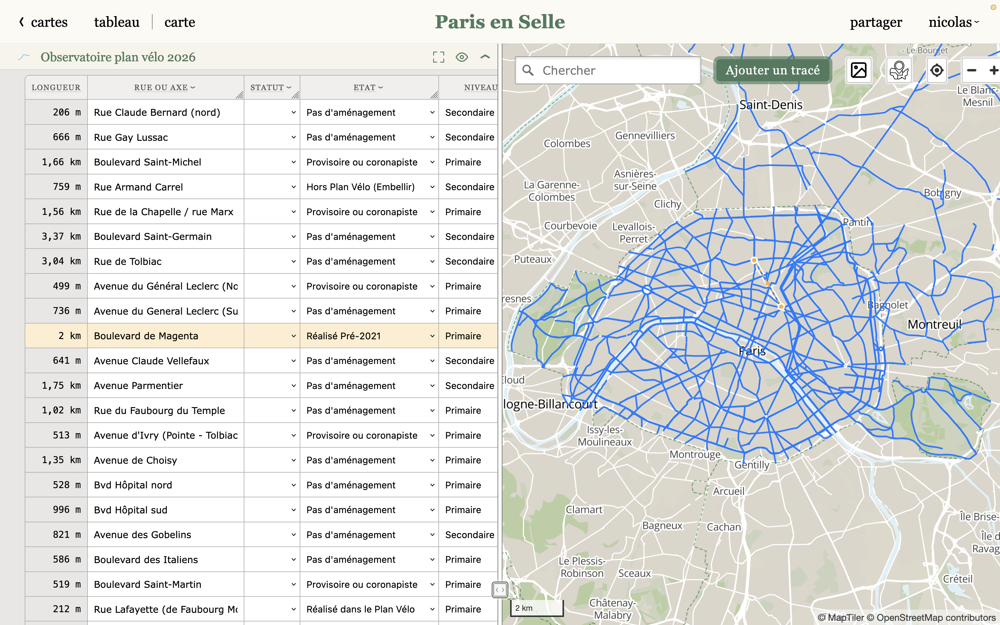 cartes
tableau
carte
Paris en Selle
partager
nicolas
Observatoire plan vélo 2026
LONGUEUR RUE OU AXE STATUT ETAT NIVEAU
206 m Rue Claude Bernard (nord) Pas d'aménagement Secondaire
666 m Rue Gay Lussac Pas d'aménagement Secondaire
1,66 km Boulevard Saint-Michel Provisoire ou coronapiste Primaire
759 m Rue Armand Carrel Hors Plan Vélo (Embellir) Secondaire
1,56 km Rue de la Chapelle / rue Marx Provisoire ou coronapiste Primaire
3,37 km Boulevard Saint-Germain Pas d'aménagement Secondaire
3,04 km Rue de Tolbiac Pas d'aménagement Secondaire
499 m Avenue du Général Leclerc (No Provisoire ou coronapiste Primaire
736 m Avenue du General Leclerc (Su Pas d'aménagement Primaire
2 km Boulevard de Magenta Réalisé Pré-2021 Primaire
641 m Avenue Claude Vellefaux Pas d'aménagement Secondaire
1,75 km Avenue Parmentier Pas d'aménagement Secondaire
1,02 km Rue du Faubourg du Temple Pas d'aménagement Primaire
513 m Avenue d'Ivry (Pointe - Tolbiac Provisoire ou coronapiste Primaire
1,35 km Avenue de Choisy Pas d'aménagement Primaire
528 m Bvd Hôpital nord Pas d'aménagement Primaire
996 m Bvd Hôpital sud Pas d'aménagement Primaire
821 m Avenue des Gobelins Pas d'aménagement Secondaire
586 m Boulevard des Italiens Pas d'aménagement Primaire
519 m Boulevard Saint-Martin Provisoire ou coronapiste Primaire
212 m Rue Lafayette (de Faubourg Mo Réalisé dans le Plan Vélo Primaire
Chercher
Ajouter un tracé
- Le Bourget
Le Blanc-
Mesnil
Saint-Denis
Gennevilliers
Colombes
Asnières-
sur-Seine
La Garenne-
Colombes
Bobigny
Clichy
Pantin
Courbevoie
Levallois-
Perret
Puteaux
resnes
Bagnolet
Montreuil
Paris
Cloud
logne-Billancourt
Issy-les-
Moulineaux
Montrouge
Gentilly
Arcueil
Clamart
Bagneux
Cachan
Île Brise-
Île d
Ravag
Le Plessis-
Robinson
Sceaux
Créteil
Châtenay-
Malabry
2 km
© MapTiler © OpenStreetMap contributors